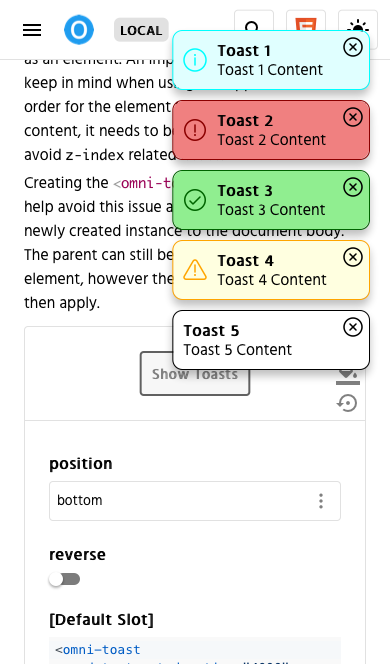 LOCAL
as an element. An imp
keep in mind when using
order for the element
content, it needs to be
avoid z-index related
Creating the <omni-t
help avoid this issue a
newly created instance to the document body.
The parent can still be
element, however the
then apply.
Toast 1
Toast 1 Content
Toast 2
Toast 2 Content
Toast 3
Toast 3 Content
Toast 4
Toast 4 Content
Toast 5
Toast 5 Content
Show Toasts
position
bottom
reverse
[Default Slot]
<omni-toast